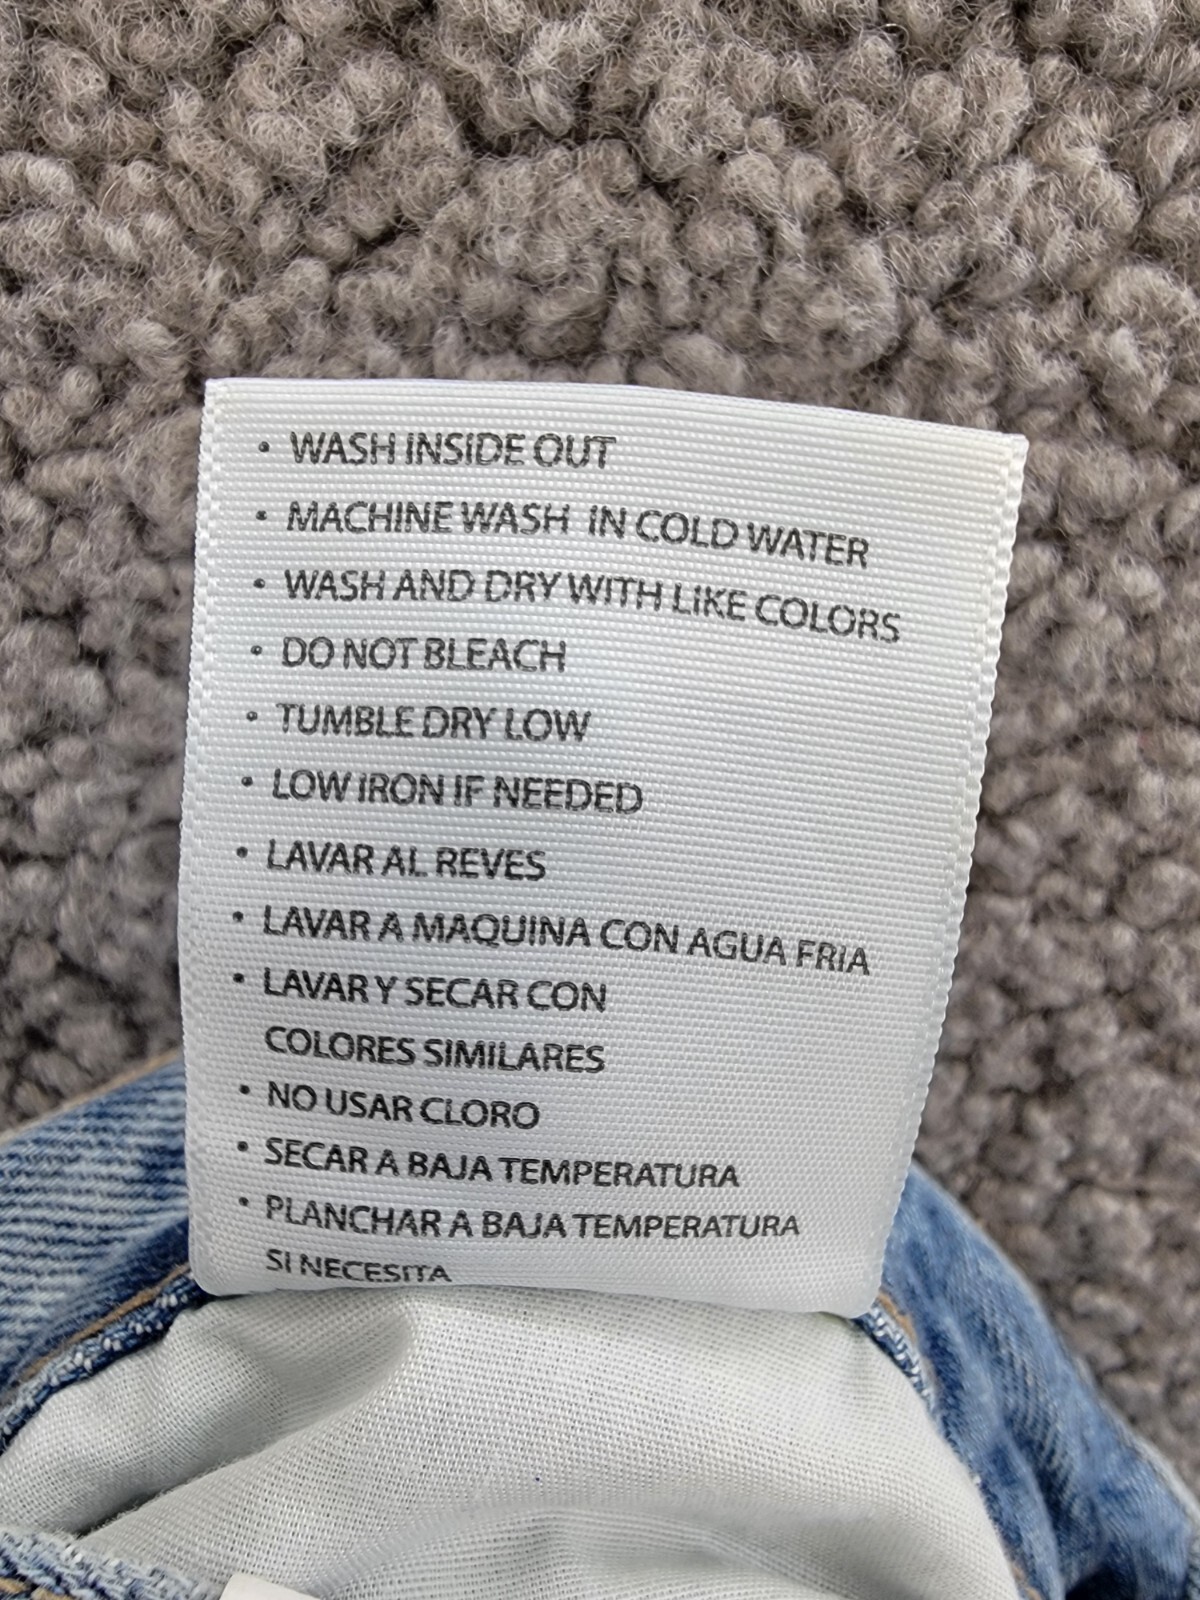 • WASH INSIDE OUT
• MACHINE WASH IN COLD WATER
• WASH AND DRY WITH LIKE COLORS
• DO NOT BLEACH
• TUMBLE DRY LOW
• LOW IRON IF NEEDED
• LAVAR AL REVES
• LAVAR A MAQUINA CON AGUA FRIA
• LAVAR Y SECAR CON
COLORES SIMILARES
• NO USAR CLORO
• SECAR A BAJA TEMPERATURA
• PLANCHAR A BAJA TEMPERATURA
SI NECESITA